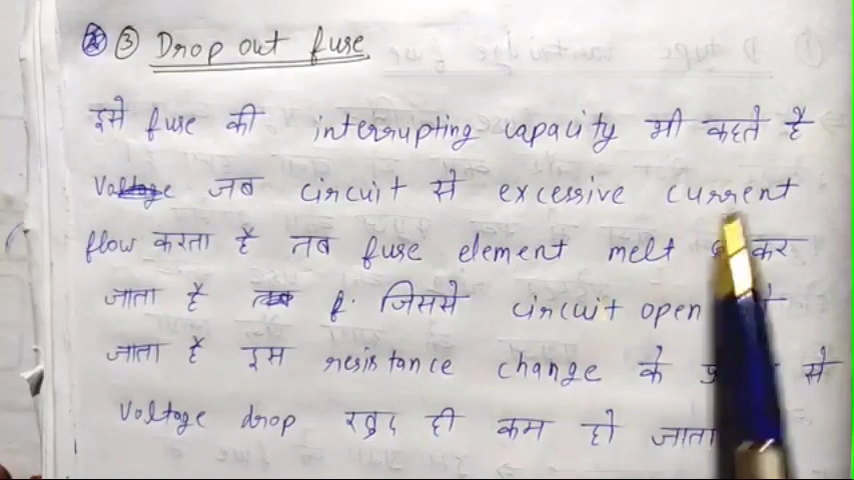 ③ Drop out fuse
इसे fuse की interrupting capacity भी कहते है
Voltage जब circuit से excessive current
flow करता है तब fuse element melt कर
जाता है f. जिससे circuit open
जाता है इस resistance change के से
Voltage drop खुद ही कम हो जाता